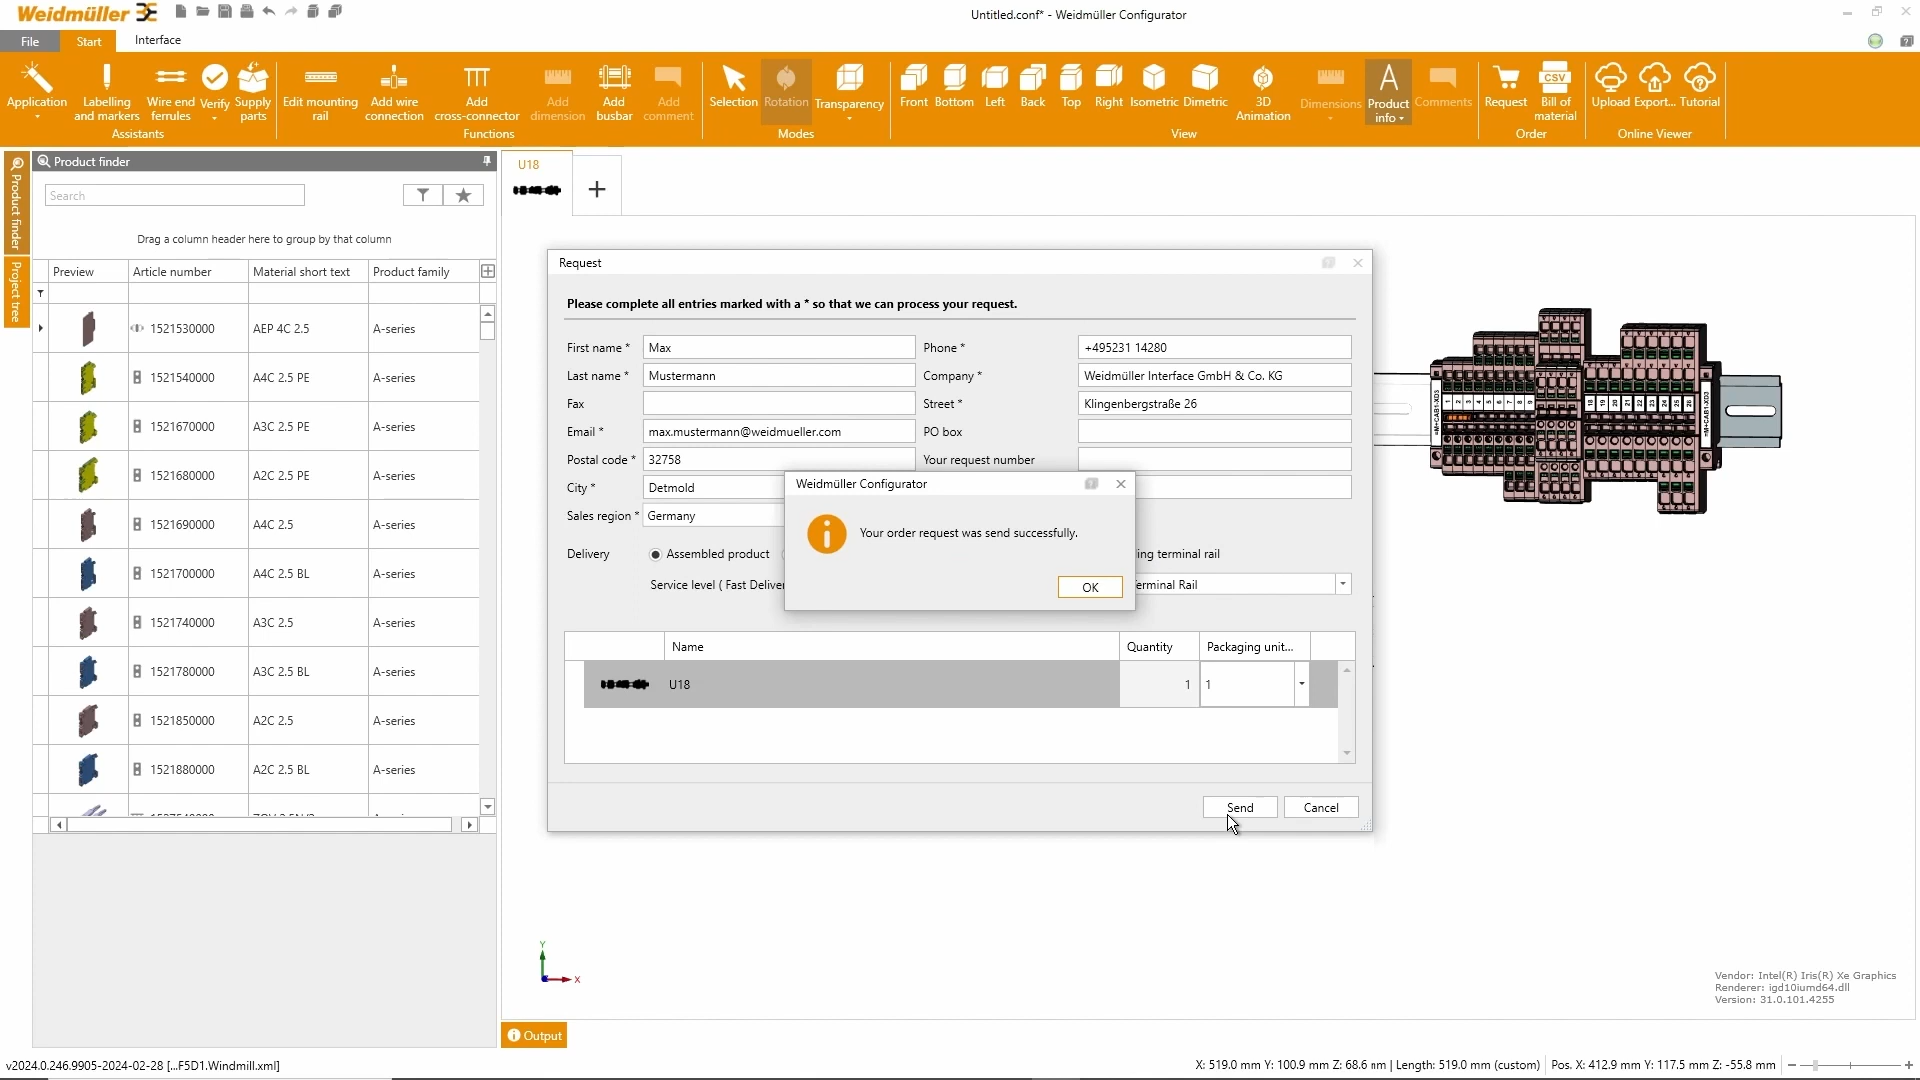 Weidmüller
Untitled.conf* - Weidmüller Configurator
File
Start
Interface
Application
Labelling and markers
Wire end ferrules
Verify
Supply parts
Assistants
Edit mounting rail
Add wire connection
Add cross-connector
Add dimension
Add busbar
Add comment
Functions
Selection
Rotation
Transparency
Modes
Front
Bottom
Left
Back
Top
Right
Isometric
Dimetric
3D Animation
Dimensions
Product info
Comments
View
Request
CSV
Bill of material
Order
Upload
Export...
Tutorial
Online Viewer
Product finder
Project tree
Product finder
Search
Drag a column header here to group by that column
Preview
Article number
Material short text
Product family
1521530000 AEP 4C 2.5 A-series
1521540000 A4C 2.5 PE A-series
1521670000 A3C 2.5 PE A-series
1521680000 A2C 2.5 PE A-series
1521690000 A4C 2.5 A-series
1521700000 A4C 2.5 BL A-series
1521740000 A3C 2.5 A-series
1521780000 A3C 2.5 BL A-series
1521850000 A2C 2.5 A-series
1521880000 A2C 2.5 BL A-series
U18
Request
Please complete all entries marked with a * so that we can process your request.
First name * Max
Phone * +495231 14280
Last name * Mustermann
Company * Weidmüller Interface GmbH & Co. KG
Fax
Street * Klingenbergstraße 26
Email * max.mustermann@weidmueller.com
PO box
Postal code * 32758
Your request number
City * Detmold
Sales region * Germany
Delivery
Assembled product
ing terminal rail
Service level ( Fast Deliver
erminal Rail
Weidmüller Configurator
Your order request was send successfully.
OK
Name
Quantity
Packaging unit...
U18
1
1
Send
Cancel
Y
X
Vendor: Intel(R) Iris(R) Xe Graphics
Renderer: igd10iumd64.dll
Version: 31.0.101.4255
Output
v2024.0.246.9905-2024-02-28 [...F5D1.Windmill.xml]
X: 519.0 mm Y: 100.9 mm Z: 68.6 mm | Length: 519.0 mm (custom)
Pos. X: 412.9 mm Y: 117.5 mm Z: -55.8 mm